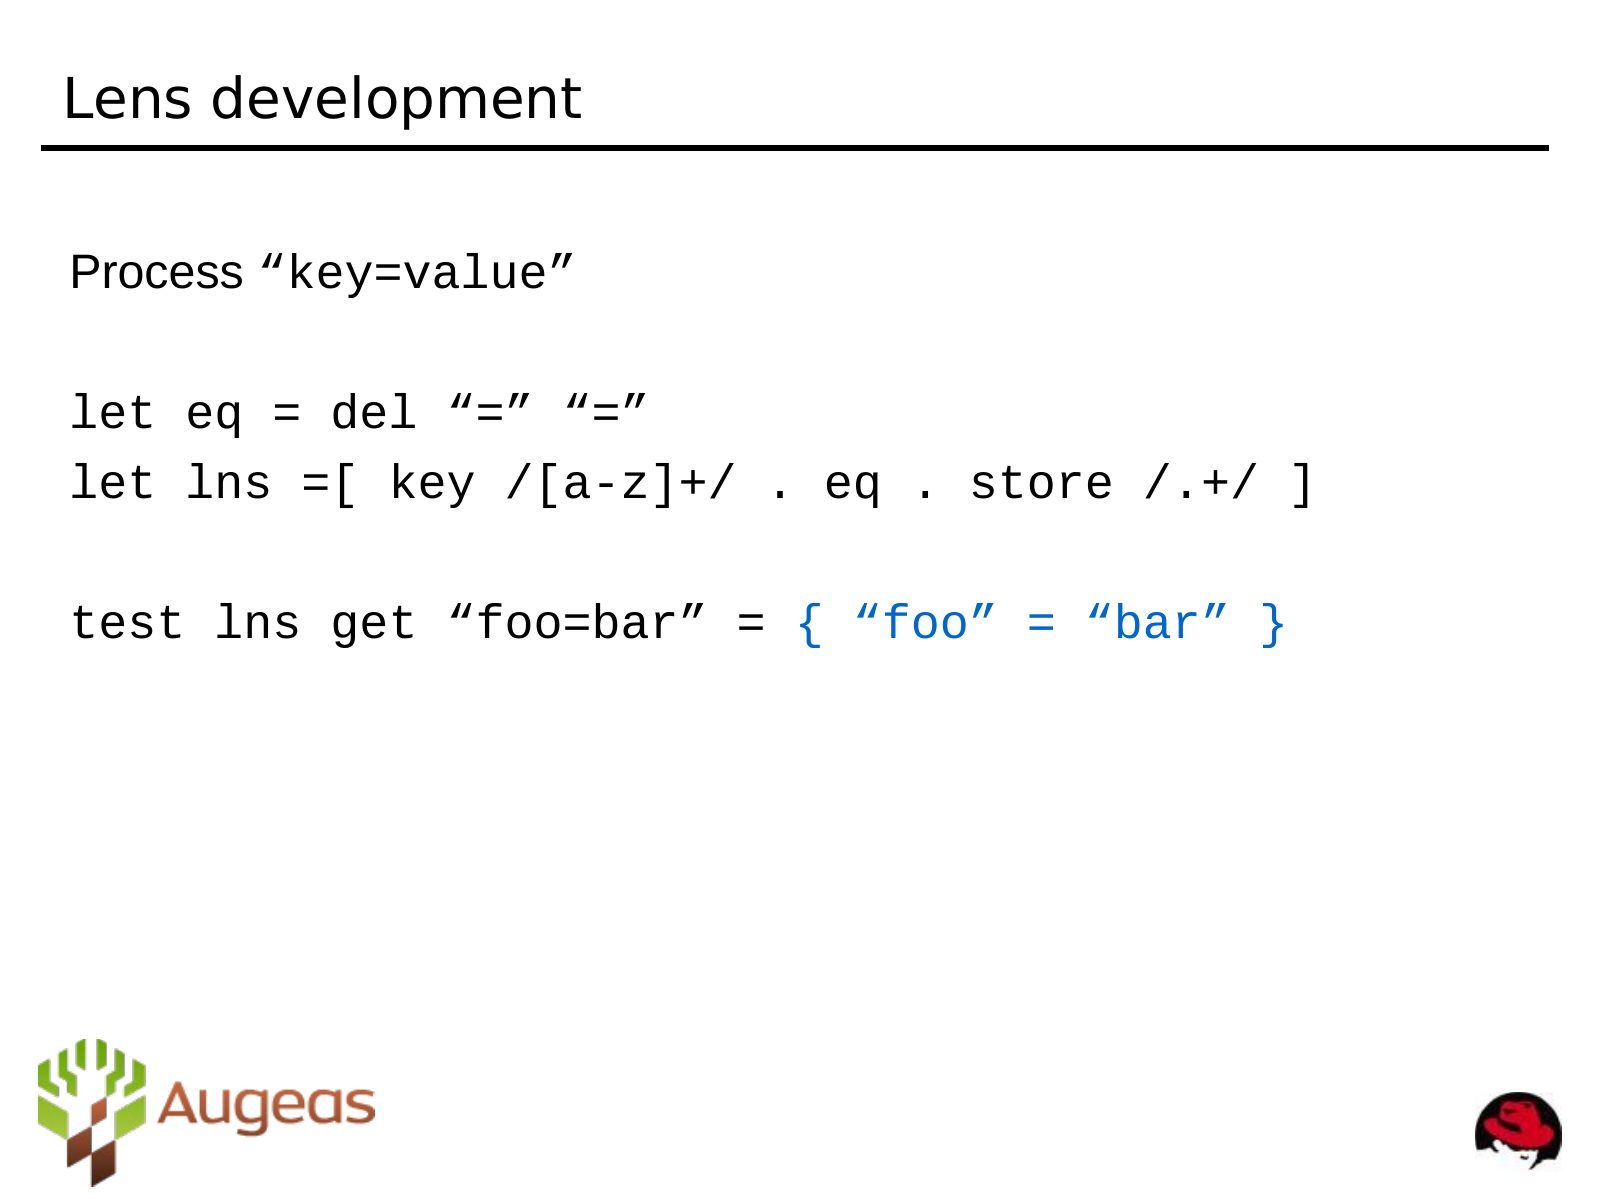 Lens development
Process “key=value”
let eq = del “=” “=”
let lns =[ key /[a-z]+/ . eq . store /.+/ ]
test lns get “foo=bar” = { “foo” = “bar” }
Augeas